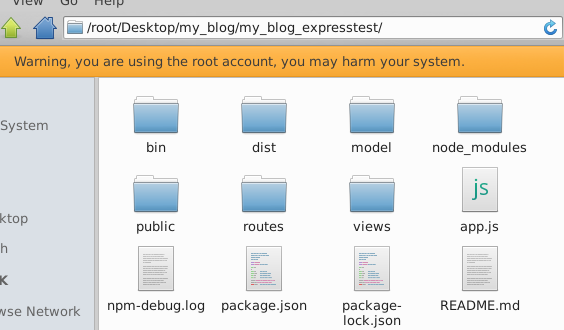 View Go Help
/root/Desktop/my_blog/my_blog_expresstest/
Warning, you are using the root account, you may harm your system.
System
ktop
h
K
wse Network
bin dist model node_modules
public routes views app.js
js
npm-debug.log package.json package-lock.json README.md